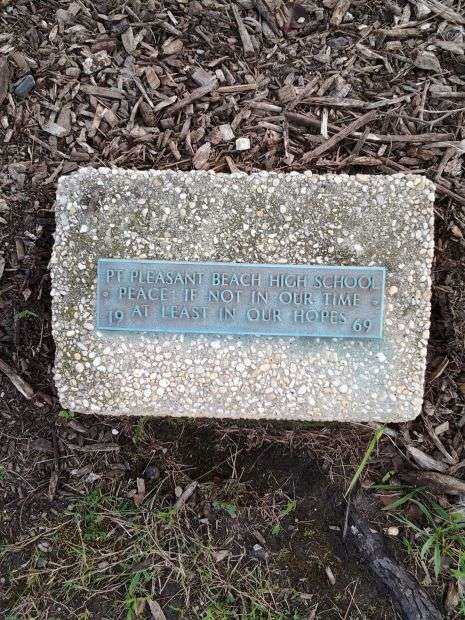 PT PLEASANT BEACH HIGH SCHOOL
PEACE: IF NOT IN OUR TIME
AT LEAST IN OUR HOPES
19 69